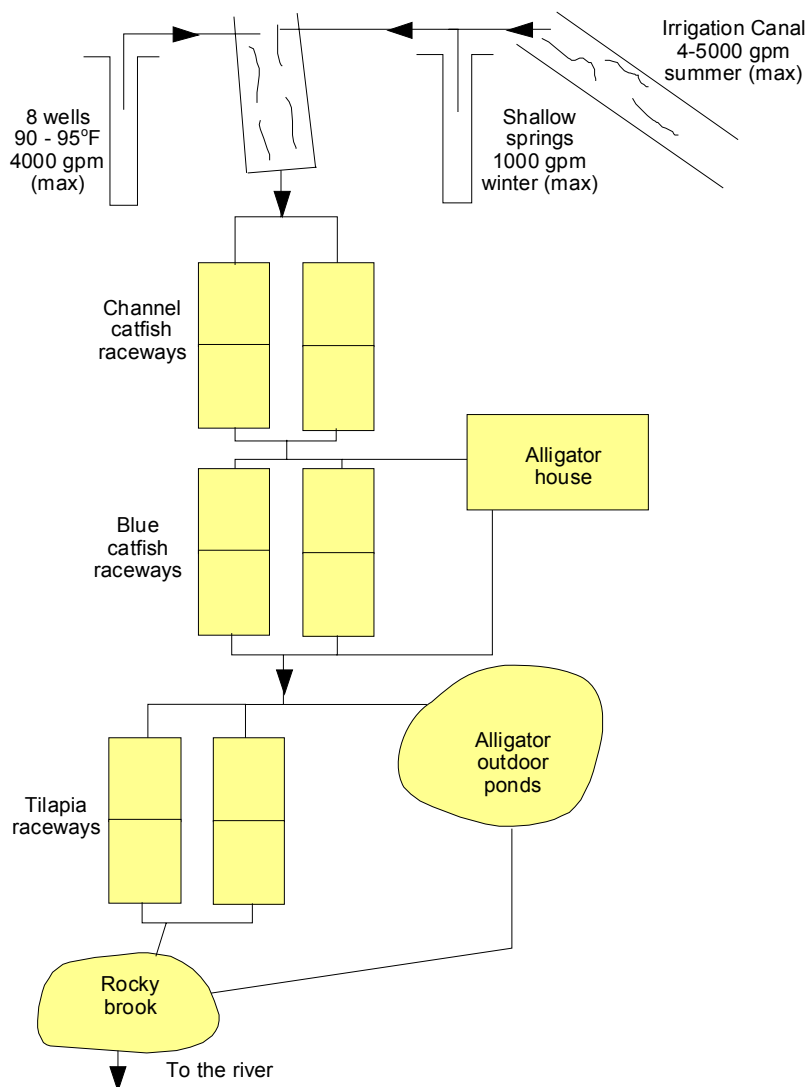 8 wells
90 - 95°F
4000 gpm
(max)
Shallow
springs
1000 gpm
winter (max)
Irrigation Canal
4-5000 gpm
summer (max)
Channel
catfish
raceways
Alligator
house
Blue
catfish
raceways
Alligator
outdoor
ponds
Tilapia
raceways
Rocky
brook
To the river